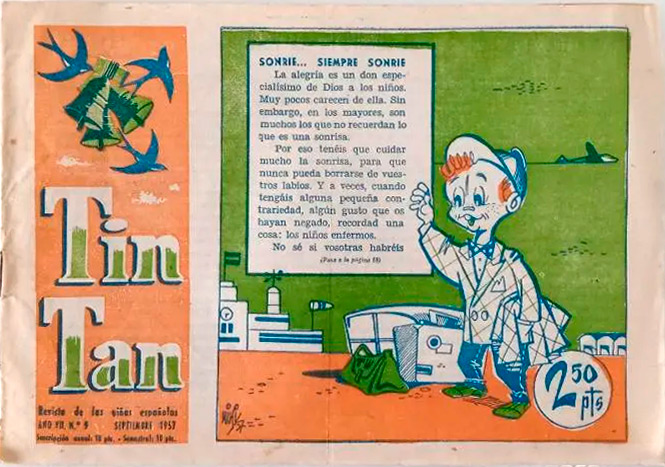 Tin
Tan
Revista de las niñas españolas
AÑO VII, N.º 9 SEPTIEMBRE 1957
Suscripción anual: 18 pts. - Semestral: 10 pts.
SONRIE... SIEMPRE SONRIE
La alegría es un don espe-
cialísimo de Dios a los niños.
Muy pocos carecen de ella. Sin
embargo, en los mayores, son
muchos los que no recuerdan lo
que es una sonrisa.
Por eso tenéis que cuidar
mucho la sonrisa, para que
nunca pueda borrarse de vues-
tros labios. Y a veces, cuando
tengáis alguna pequeña con-
trariedad, algún gusto que os
hayan negado, recordad una
cosa: los niños enfermos.
No sé si vosotras habréis
(Pasa a la página 18)
2 50
pts